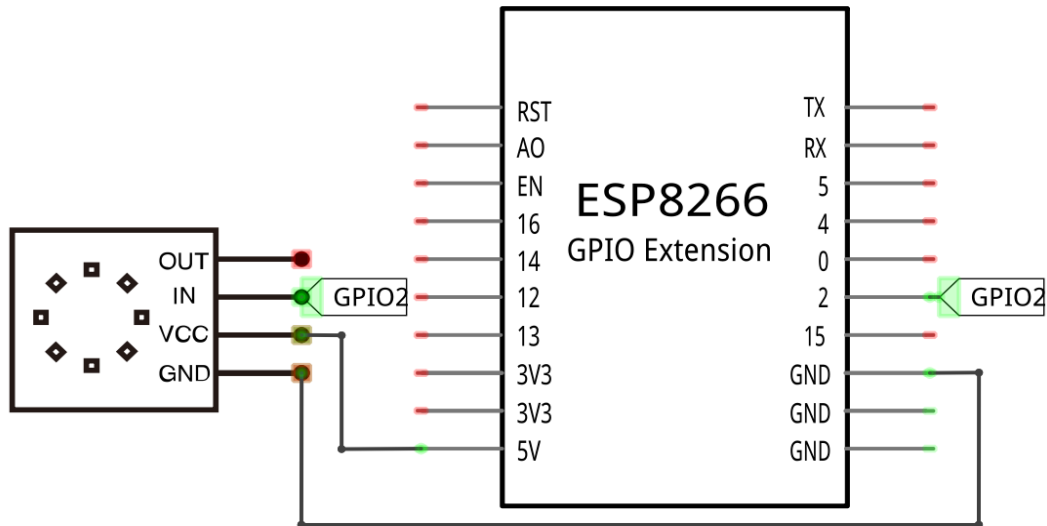 ESP8266
GPIO Extension
RST
AO
EN
16
14
12
13
3V3
3V3
5V
TX
RX
5
4
0
2
15
GND
GND
GND
OUT
IN
VCC
GND
GPIO2
GPIO2